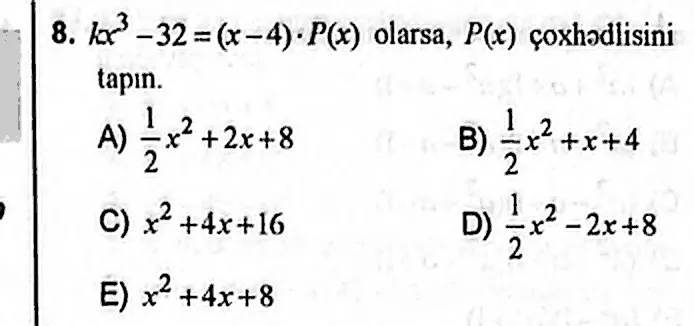 8. kx³ − 32 = (x − 4) · P(x) olarsa, P(x) çoxhədlisini
tapın.
A) 1/2 x² + 2x + 8 B) 1/2 x² + x + 4
C) x² + 4x + 16 D) 1/2 x² − 2x + 8
E) x² + 4x + 8